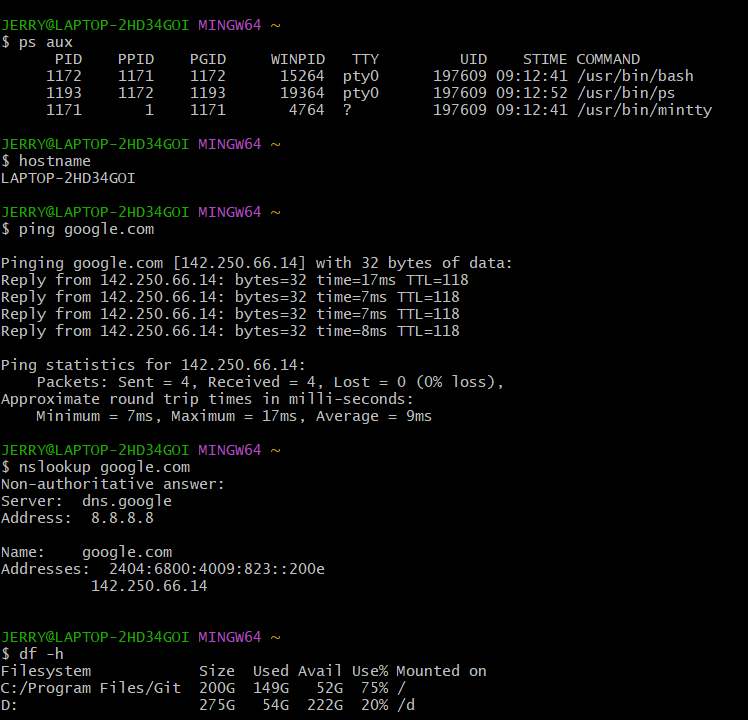 JERRY@LAPTOP-2HD34GOI MINGW64 ~
$ ps aux
      PID    PPID    PGID     WINPID   TTY         UID    STIME COMMAND
     1172    1171    1172      15264  pty0      197609 09:12:41 /usr/bin/bash
     1193    1172    1193      19364  pty0      197609 09:12:52 /usr/bin/ps
     1171       1    1171       4764  ?         197609 09:12:41 /usr/bin/mintty

JERRY@LAPTOP-2HD34GOI MINGW64 ~
$ hostname
LAPTOP-2HD34GOI

JERRY@LAPTOP-2HD34GOI MINGW64 ~
$ ping google.com

Pinging google.com [142.250.66.14] with 32 bytes of data:
Reply from 142.250.66.14: bytes=32 time=17ms TTL=118
Reply from 142.250.66.14: bytes=32 time=7ms TTL=118
Reply from 142.250.66.14: bytes=32 time=7ms TTL=118
Reply from 142.250.66.14: bytes=32 time=8ms TTL=118

Ping statistics for 142.250.66.14:
    Packets: Sent = 4, Received = 4, Lost = 0 (0% loss),
Approximate round trip times in milli-seconds:
    Minimum = 7ms, Maximum = 17ms, Average = 9ms

JERRY@LAPTOP-2HD34GOI MINGW64 ~
$ nslookup google.com
Non-authoritative answer:
Server:  dns.google
Address:  8.8.8.8

Name:    google.com
Addresses:  2404:6800:4009:823::200e
          142.250.66.14


JERRY@LAPTOP-2HD34GOI MINGW64 ~
$ df -h
Filesystem            Size  Used Avail Use% Mounted on
C:/Program Files/Git  200G  149G   52G  75% /
D:                    275G   54G  222G  20% /d